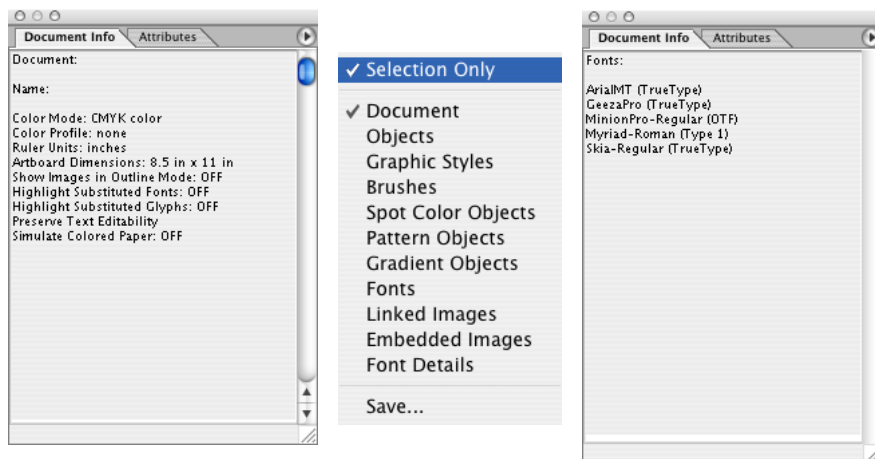 Document Info
Attributes
Document:
Name:
Color Mode: CMYK color
Color Profile: none
Ruler Units: inches
Artboard Dimensions: 8.5 in x 11 in
Show Images in Outline Mode: OFF
Highlight Substituted Fonts: OFF
Highlight Substituted Glyphs: OFF
Preserve Text Editability
Simulate Colored Paper: OFF
Selection Only
Document
Objects
Graphic Styles
Brushes
Spot Color Objects
Pattern Objects
Gradient Objects
Fonts
Linked Images
Embedded Images
Font Details
Save...
Document Info
Attributes
Fonts:
ArialMT (TrueType)
GeezaPro (TrueType)
MinionPro-Regular (OTF)
Myriad-Roman (Type 1)
Skia-Regular (TrueType)